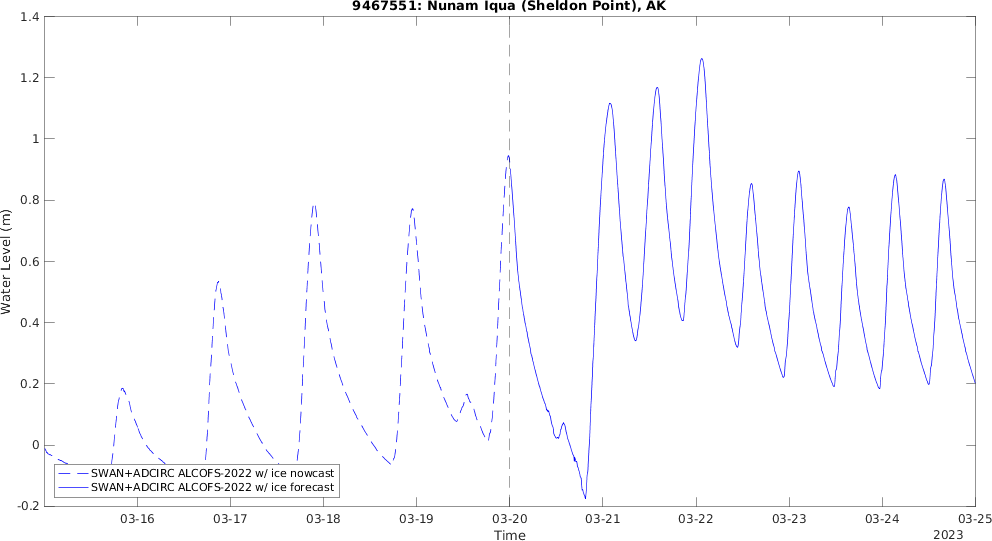 9467551: Nunam Iqua (Sheldon Point), AK
1.4
1.2
1
0.8
0.6
0.4
0.2
0
-0.2
Water Level (m)
SWAN+ADCIRC ALCOFS-2022 w/ ice nowcast
SWAN+ADCIRC ALCOFS-2022 w/ ice forecast
03-16 03-17 03-18 03-19 03-20 03-21 03-22 03-23 03-24 03-25
Time
2023